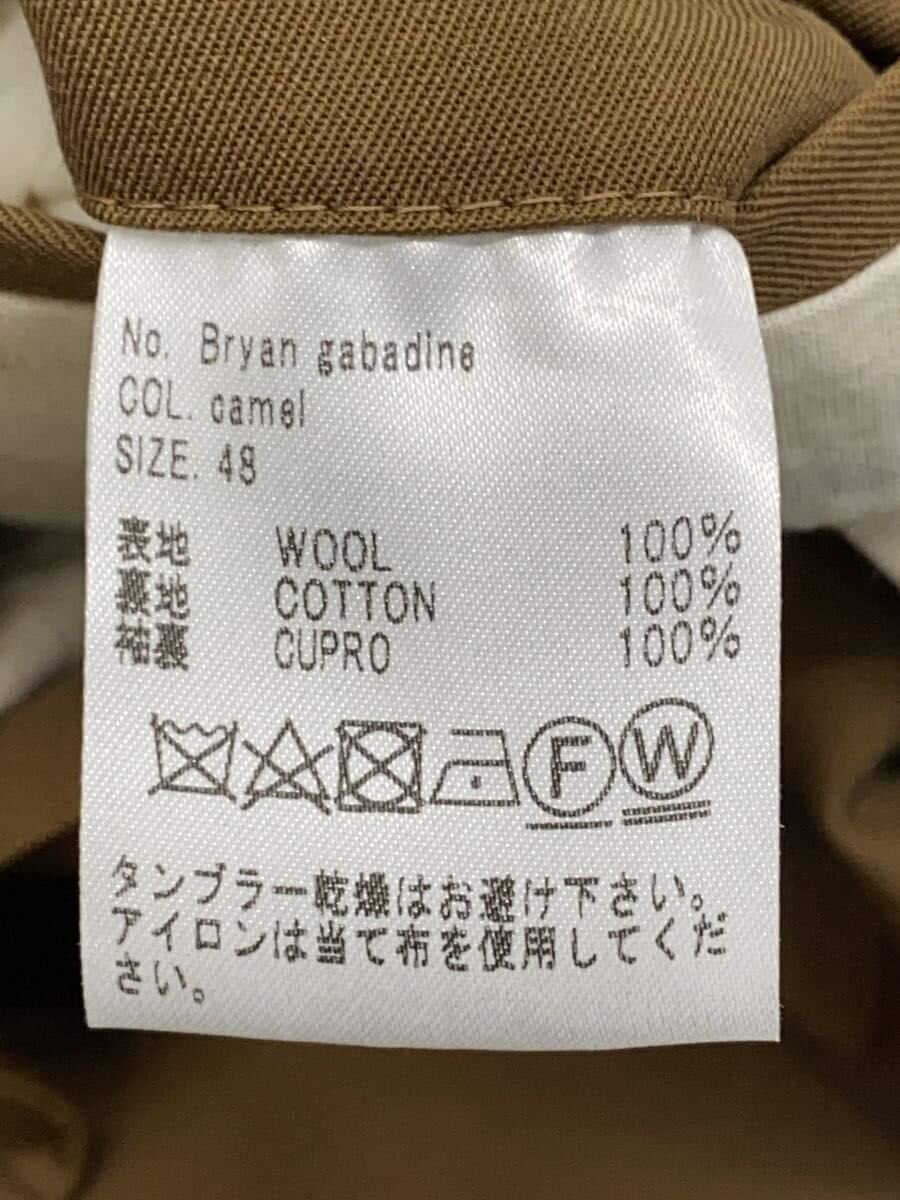 No. Bryan gabadine
COL. camel
SIZE. 48
表地 WOOL 100%
裏地 COTTON 100%
袖裏 CUPRO 100%
F W
タンブラー乾燥はお避け下さい。
アイロンは当て布を使用してくだ
さい。